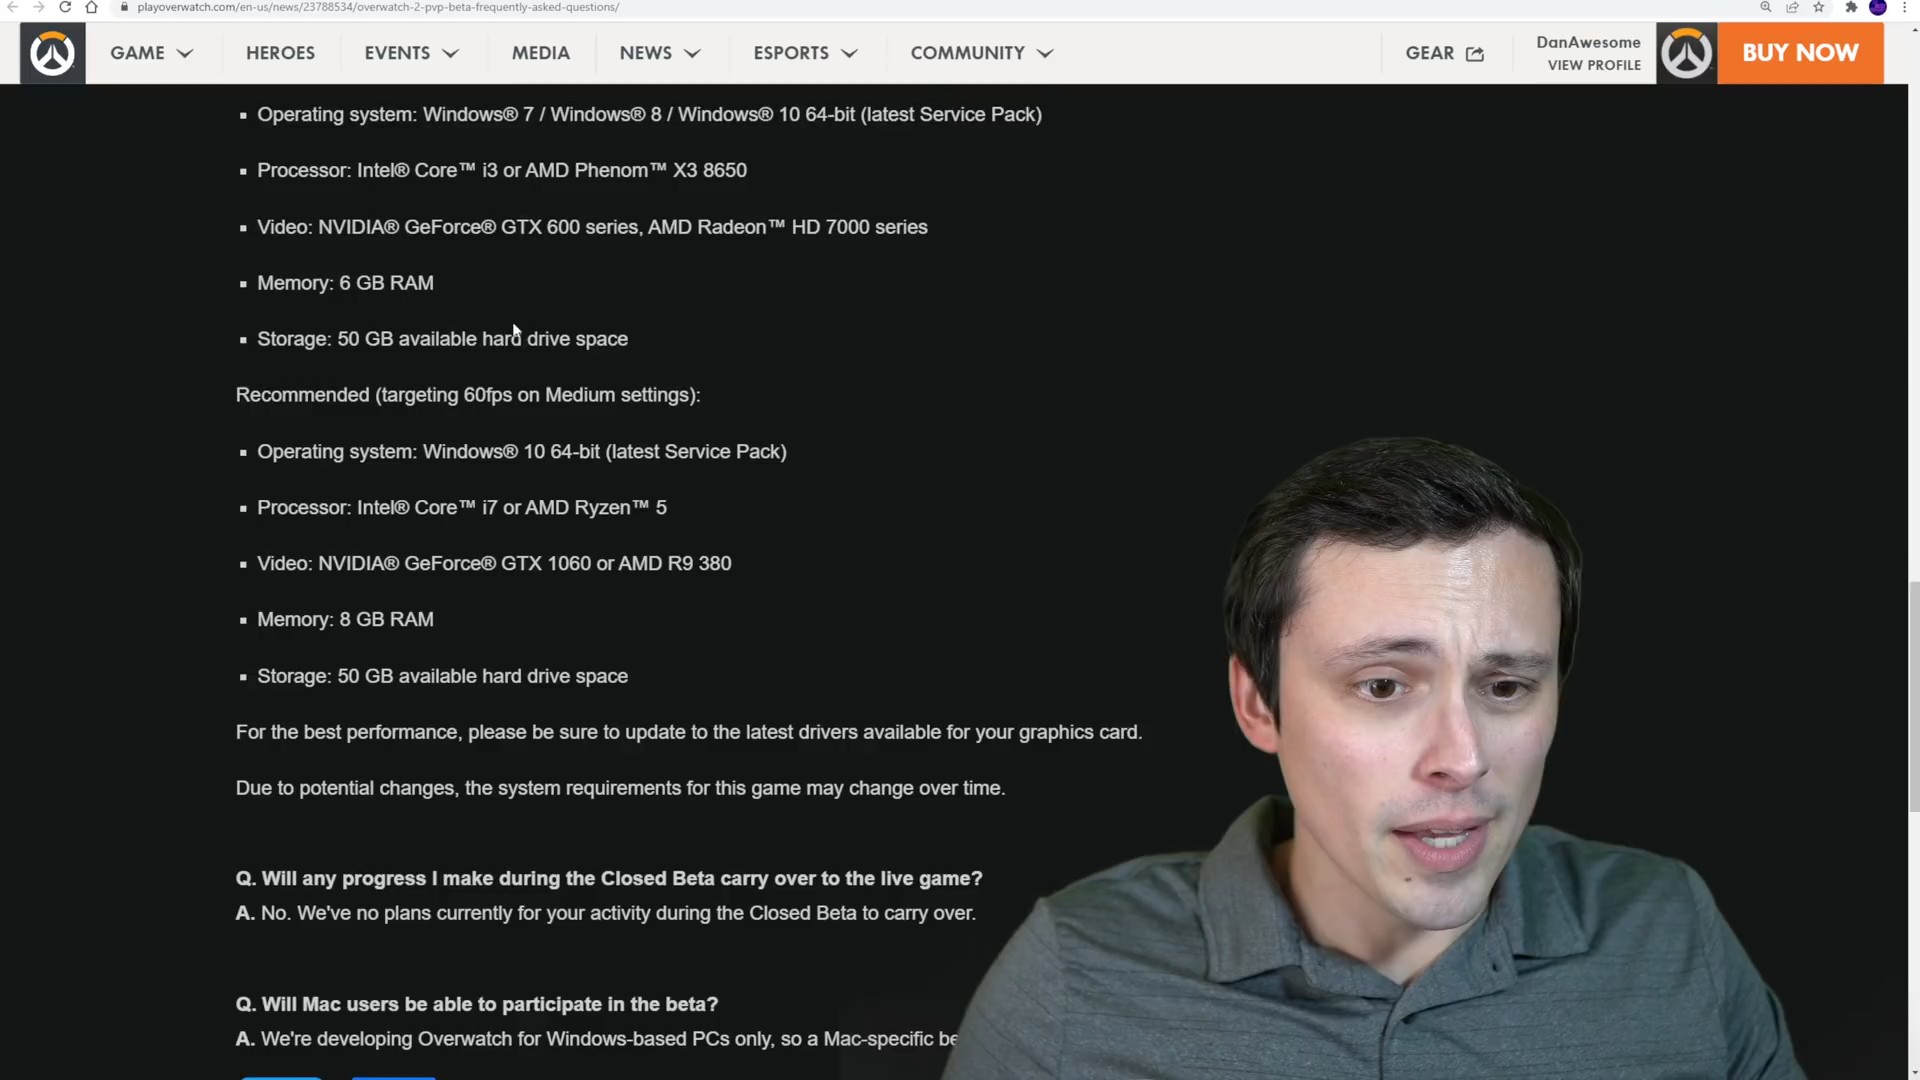 playoverwatch.com/en-us/news/23788534/overwatch-2-pvp-beta-frequently-asked-questions/
GAME HEROES EVENTS MEDIA NEWS ESPORTS COMMUNITY GEAR DanAwesome VIEW PROFILE BUY NOW
▪ Operating system: Windows® 7 / Windows® 8 / Windows® 10 64-bit (latest Service Pack)
▪ Processor: Intel® Core™ i3 or AMD Phenom™ X3 8650
▪ Video: NVIDIA® GeForce® GTX 600 series, AMD Radeon™ HD 7000 series
▪ Memory: 6 GB RAM
▪ Storage: 50 GB available hard drive space
Recommended (targeting 60fps on Medium settings):
▪ Operating system: Windows® 10 64-bit (latest Service Pack)
▪ Processor: Intel® Core™ i7 or AMD Ryzen™ 5
▪ Video: NVIDIA® GeForce® GTX 1060 or AMD R9 380
▪ Memory: 8 GB RAM
▪ Storage: 50 GB available hard drive space
For the best performance, please be sure to update to the latest drivers available for your graphics card.
Due to potential changes, the system requirements for this game may change over time.
Q. Will any progress I make during the Closed Beta carry over to the live game?
A. No. We've no plans currently for your activity during the Closed Beta to carry over.
Q. Will Mac users be able to participate in the beta?
A. We're developing Overwatch for Windows-based PCs only, so a Mac-specific be